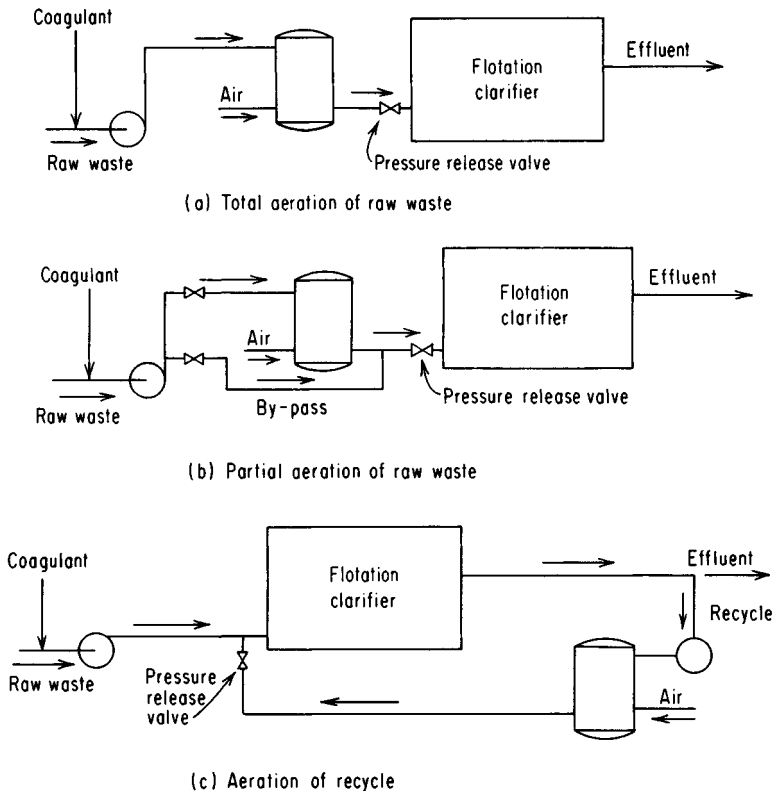 Coagulant
Raw waste
Air
Flotation
clarifier
Effluent
Pressure release valve
(a) Total aeration of raw waste
Coagulant
Raw waste
Air
By-pass
Flotation
clarifier
Effluent
Pressure release valve
(b) Partial aeration of raw waste
Coagulant
Raw waste
Pressure
release
valve
Flotation
clarifier
Effluent
Recycle
Air
(c) Aeration of recycle